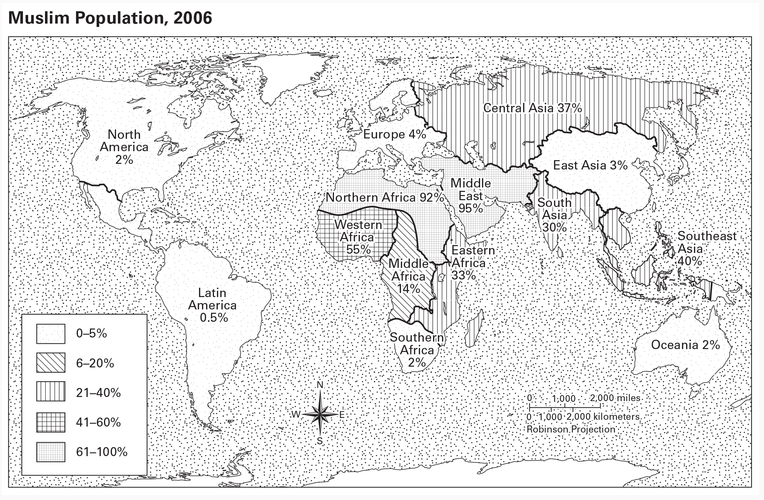 Muslim Population, 2006
North
America
2%
Europe 4%
Central Asia 37%
East Asia 3%
Northern Africa 92%
Middle
East
95%
South
Asia
30%
Western
Africa
55%
Eastern
Africa
33%
Middle
Africa
14%
Southeast
Asia
40%
Latin
America
0.5%
Southern
Africa
2%
Oceania 2%
0–5%
6–20%
21–40%
41–60%
61–100%
N
W E
S
0 1,000 2,000 miles
0 1,000 2,000 kilometers
Robinson Projection